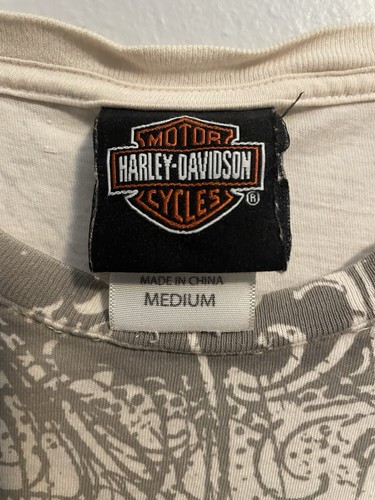 MOTOR
HARLEY-DAVIDSON
CYCLES®
MADE IN CHINA
MEDIUM